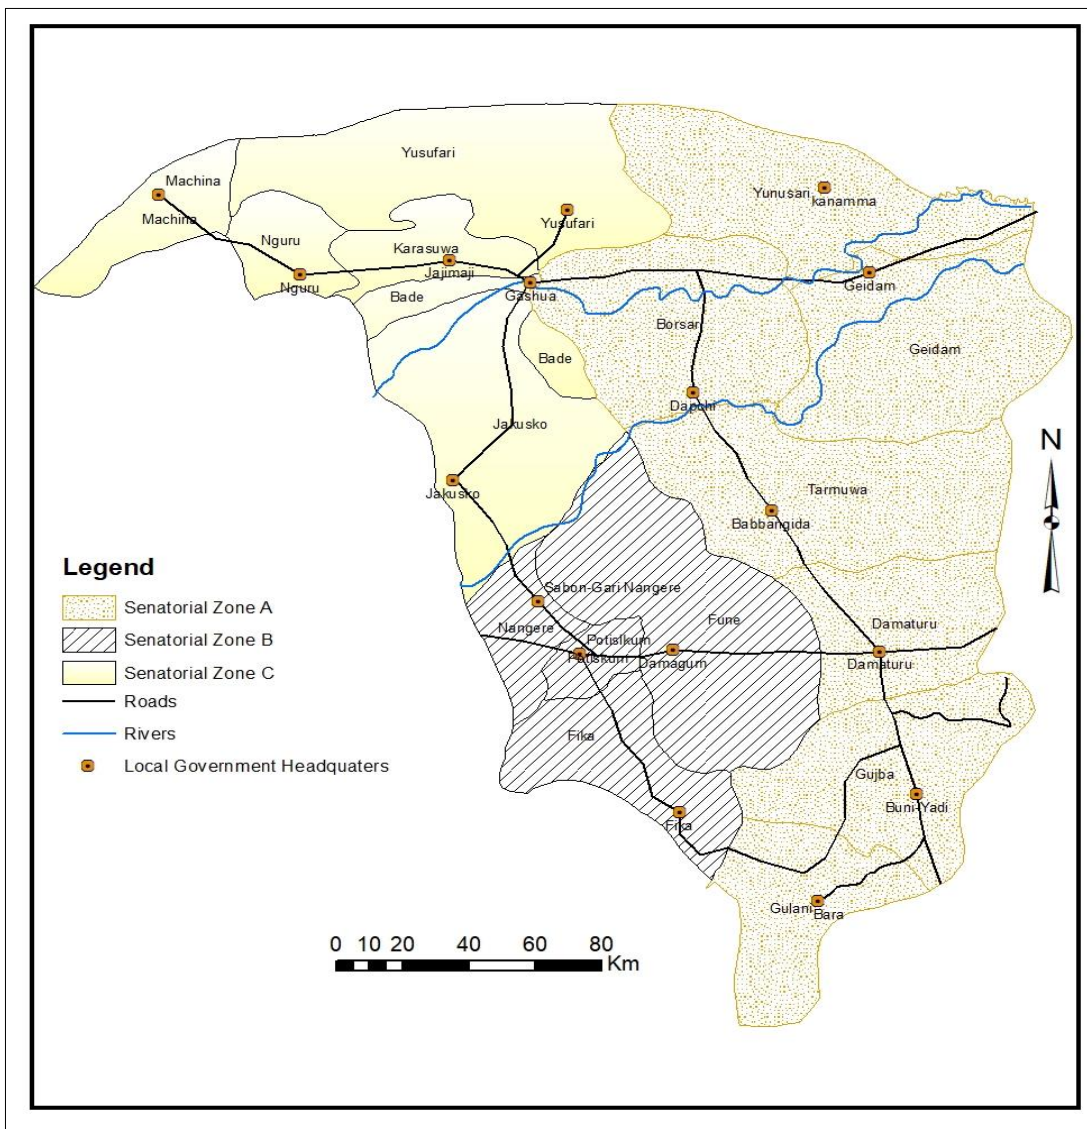 Yusufari
Machina
Machina
Yunusari
kanamma
Yusufari
Nguru
Karasuwa
Jajimaji
Nguru
Bade
Gashua
Geidam
Borsari
Bade
Geidam
Dapchi
Jakusko
N
Jakusko
Tarmuwa
Babbangida
Legend
Senatorial Zone A
Senatorial Zone B
Senatorial Zone C
Roads
Rivers
Local Government Headquaters
Sabon-Gari Nangere
Nangere
Fune
Damaturu
Potisikum
Potiskum
Damagum
Damaturu
Fika
Gujba
Buni-Yadi
Fika
Gulani
Bara
0 10 20 40 60 80
Km